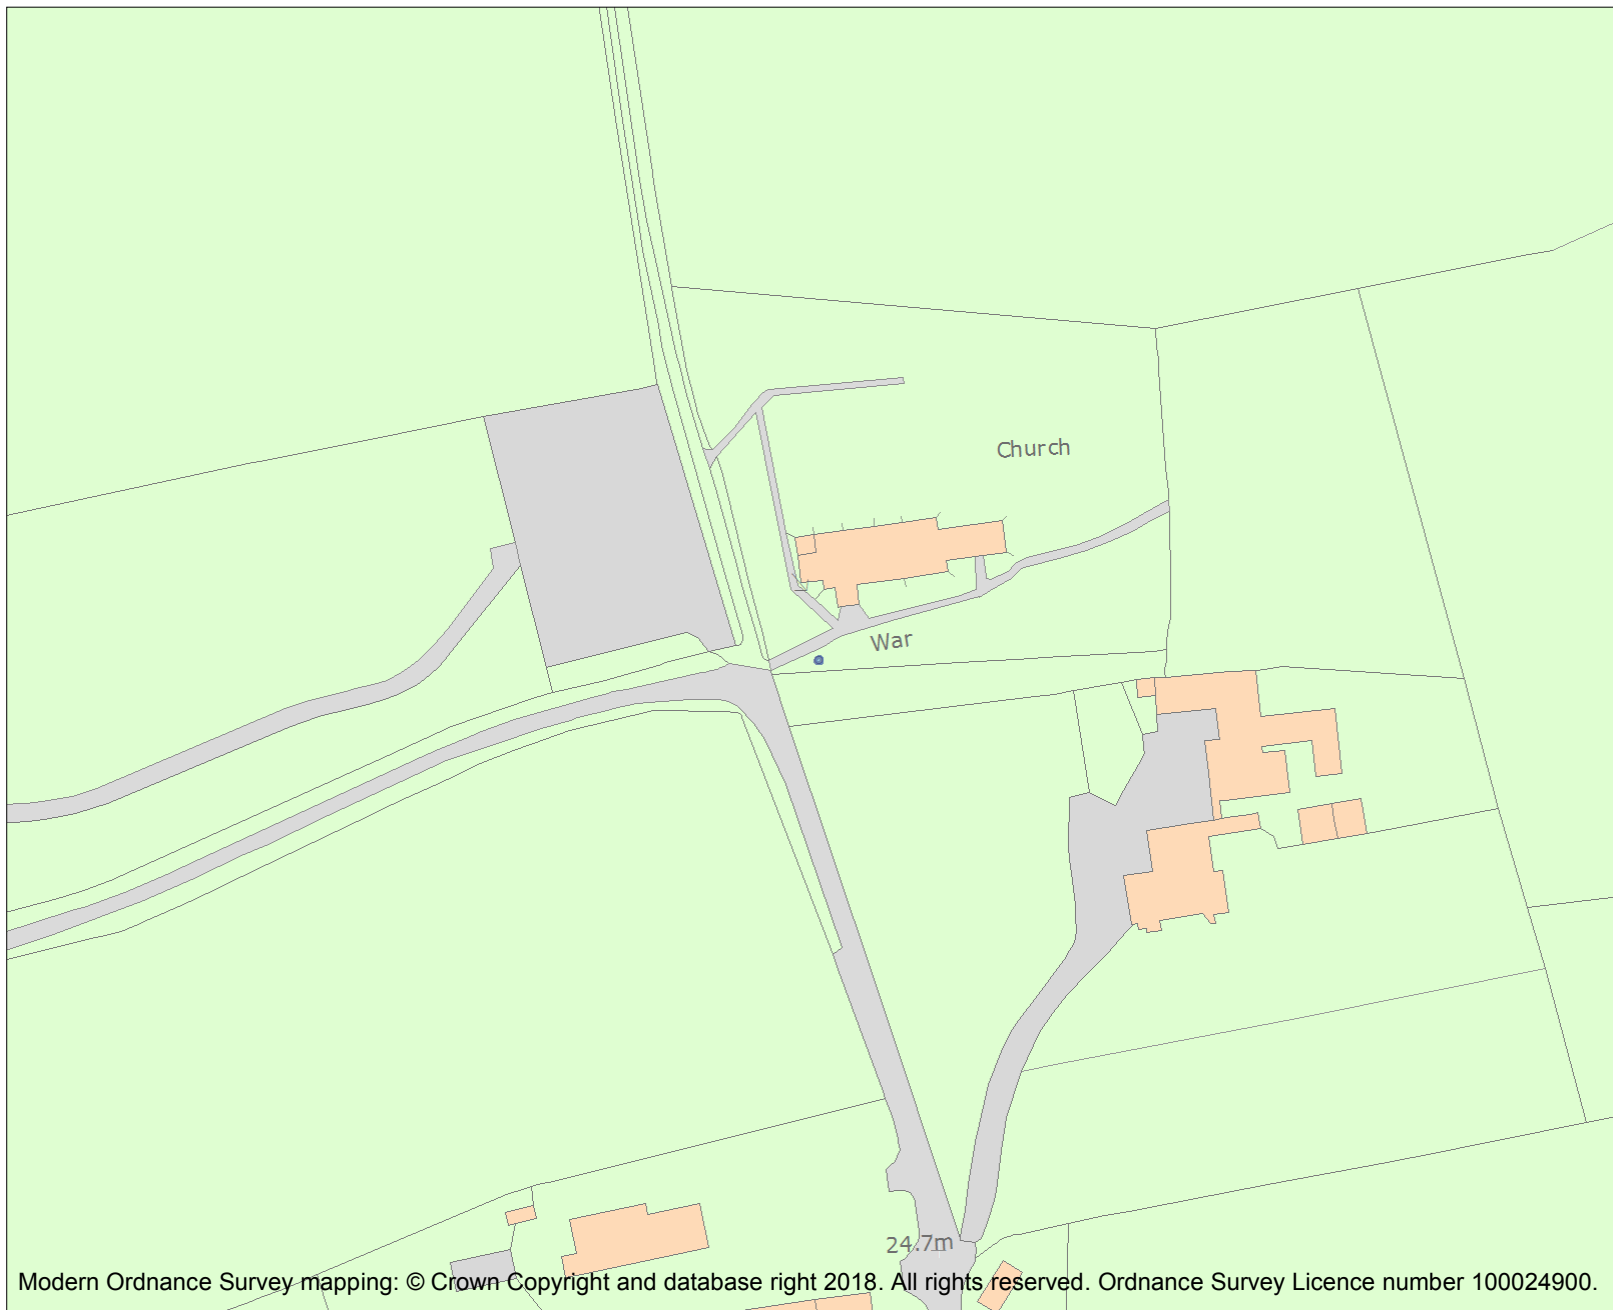 Church
War
24.7m
Modern Ordnance Survey mapping: © Crown Copyright and database right 2018. All rights reserved. Ordnance Survey Licence number 100024900.